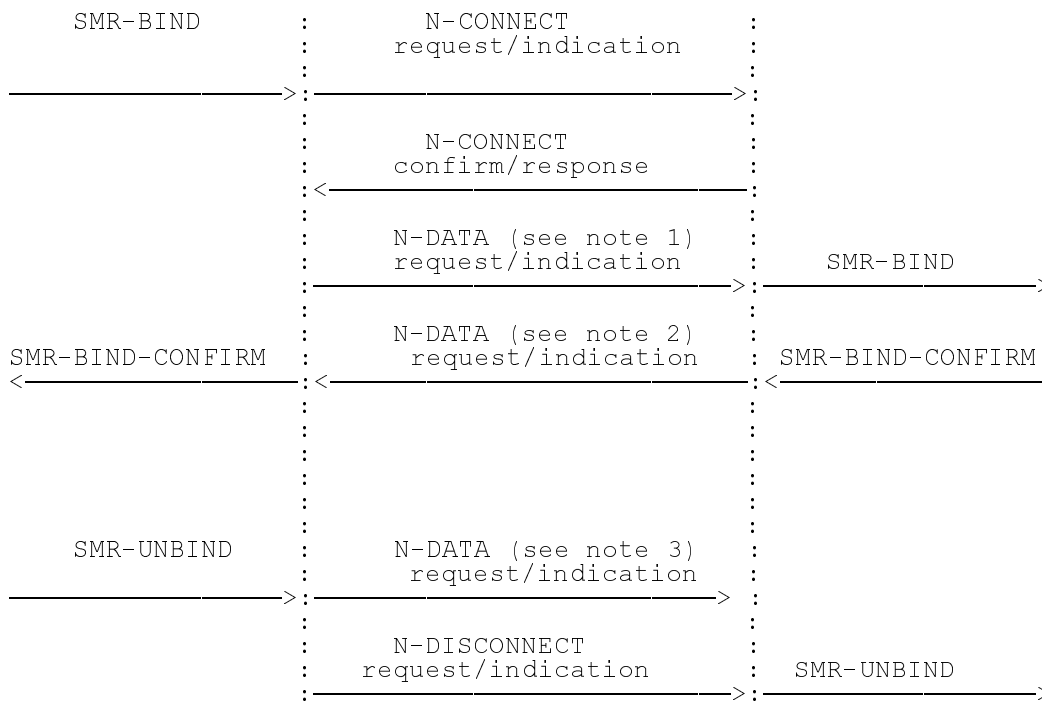 SMR-BIND : N-CONNECT :
: request/indication :
: :
———————————————>:———————————————————————>:
: :
: N-CONNECT :
: confirm/response :
:<———————————————————————:
: :
: N-DATA (see note 1) :
: request/indication : SMR-BIND
:———————————————————————>:———————————————>
: :
: N-DATA (see note 2) :
SMR-BIND-CONFIRM : request/indication : SMR-BIND-CONFIRM
<———————————————:<———————————————————————:<———————————————
: :
: :
: :
: :
: :
: :
SMR-UNBIND : N-DATA (see note 3) :
: request/indication :
———————————————>:——————————————————————> :
: :
: N-DISCONNECT :
: request/indication : SMR-UNBIND
:———————————————————————>:———————————————>